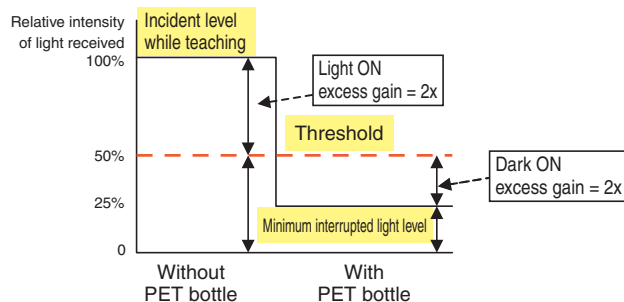 Relative intensity
of light received
Incident level
while teaching
100%
Light ON
excess gain = 2x
Threshold
50%
Dark ON
excess gain = 2x
25%
Minimum interrupted light level
0
Without
PET bottle
With
PET bottle